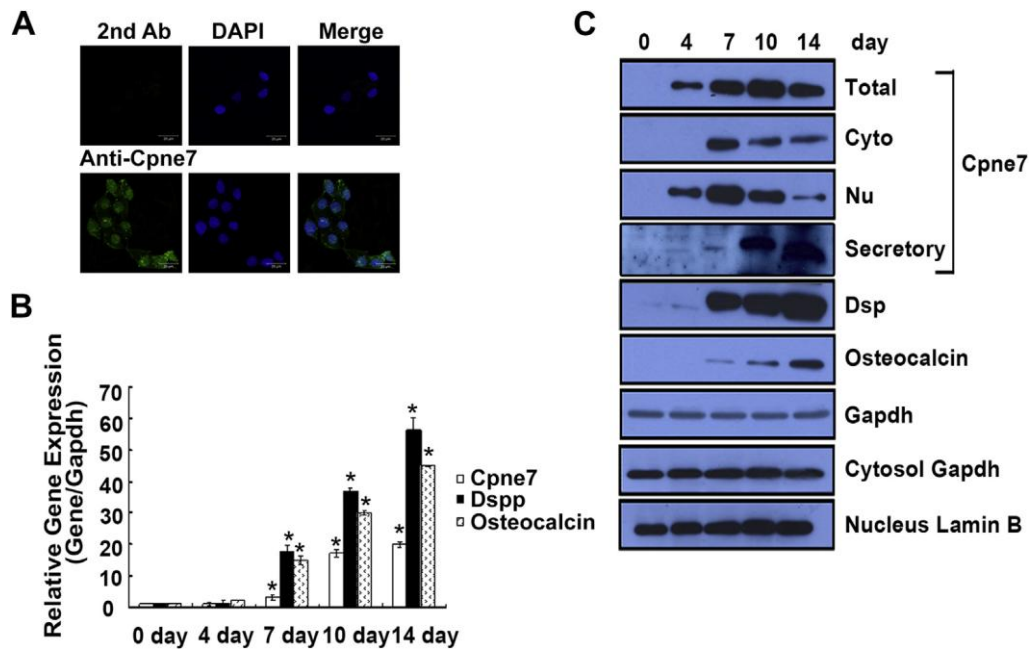 A
2nd Ab DAPI Merge
Anti-Cpne7
B
Relative Gene Expression
(Gene/Gapdh)
70
60
50
40
30
20
10
0
* * * * * * * * *
Cpne7
Dspp
Osteocalcin
0 day 4 day 7 day 10 day 14 day
C
0 4 7 10 14 day
Total
Cyto
Nu
Secretory
Cpne7
Dsp
Osteocalcin
Gapdh
Cytosol Gapdh
Nucleus Lamin B